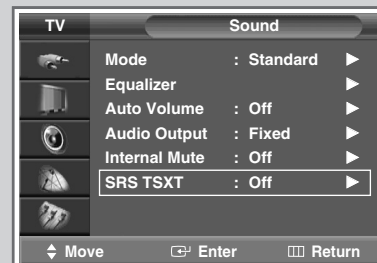 TV Sound
Mode : Standard
Equalizer
Auto Volume : Off
Audio Output : Fixed
Internal Mute : Off
SRS TSXT : Off
Move Enter Return